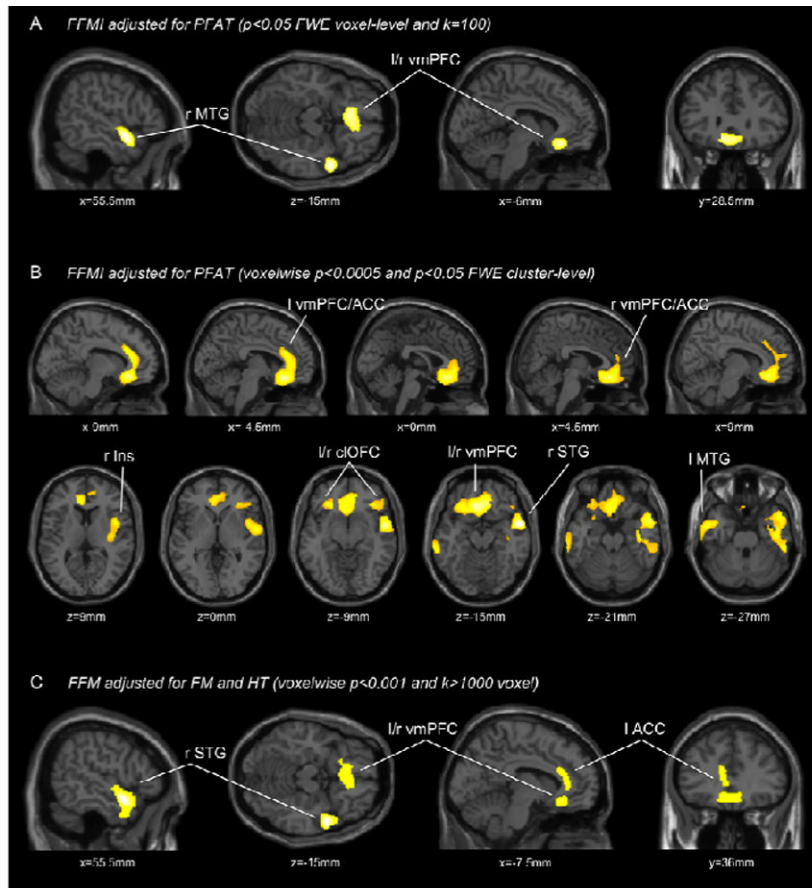 A FFMI adjusted for PFAT (p<0.05 FWE voxel-level and k=100)
l/r vmPFC
r MTG
x=55.5mm z=-15mm x=-6mm y=28.5mm
B FFMI adjusted for PFAT (voxelwise p<0.0005 and p<0.05 FWE cluster-level)
l vmPFC/ACC r vmPFC/ACC
x 9mm x=-4.5mm x=0mm x=4.5mm x=9mm
r Ins l/r clOFC l/r vmPFC r STG l MTG
z=9mm z=0mm z=-9mm z=-15mm z=-21mm z=-27mm
C FFM adjusted for FM and HT (voxelwise p<0.001 and k>1000 voxel)
r STG l/r vmPFC l ACC
x=55.5mm z=-15mm x=-7.5mm y=36mm